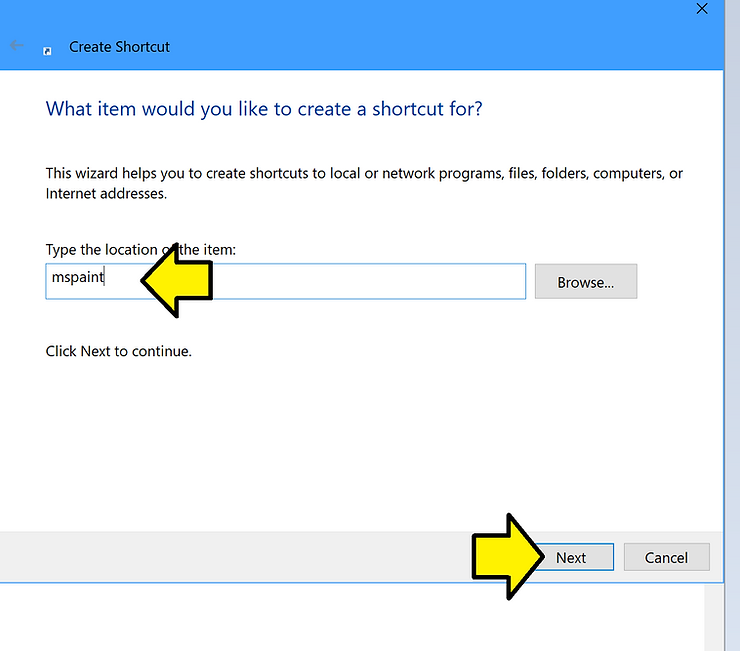 Create Shortcut
What item would you like to create a shortcut for?
This wizard helps you to create shortcuts to local or network programs, files, folders, computers, or
Internet addresses.
Type the location of the item:
mspaint
Browse...
Click Next to continue.
Next
Cancel